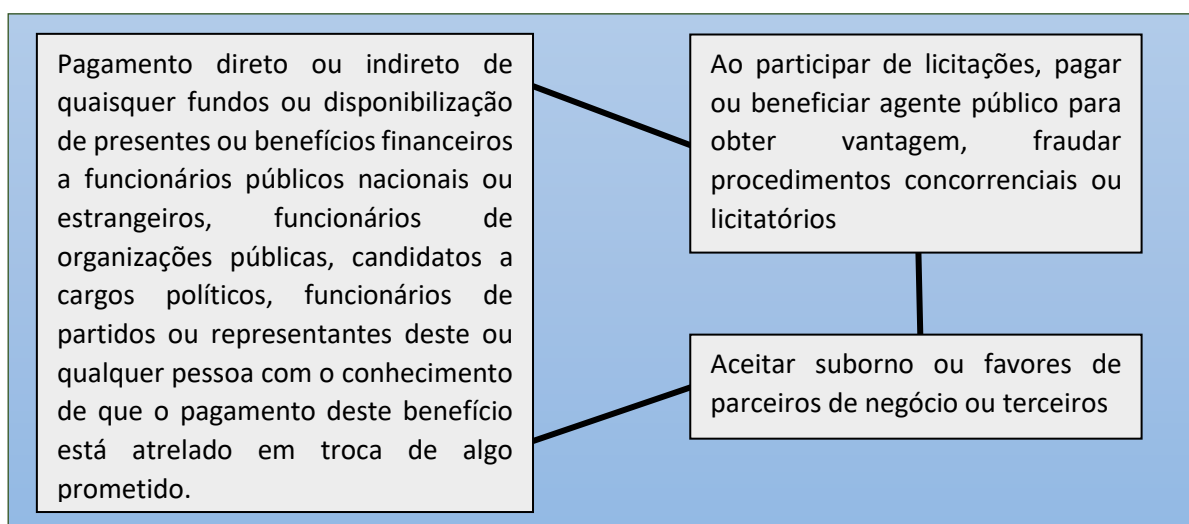 Pagamento direto ou indireto de
quaisquer fundos ou disponibilização
de presentes ou benefícios financeiros
a funcionários públicos nacionais ou
estrangeiros, funcionários de
organizações públicas, candidatos a
cargos políticos, funcionários de
partidos ou representantes deste ou
qualquer pessoa com o conhecimento
de que o pagamento deste benefício
está atrelado em troca de algo
prometido.
Ao participar de licitações, pagar
ou beneficiar agente público para
obter vantagem, fraudar
procedimentos concorrenciais ou
licitatórios
Aceitar suborno ou favores de
parceiros de negócio ou terceiros